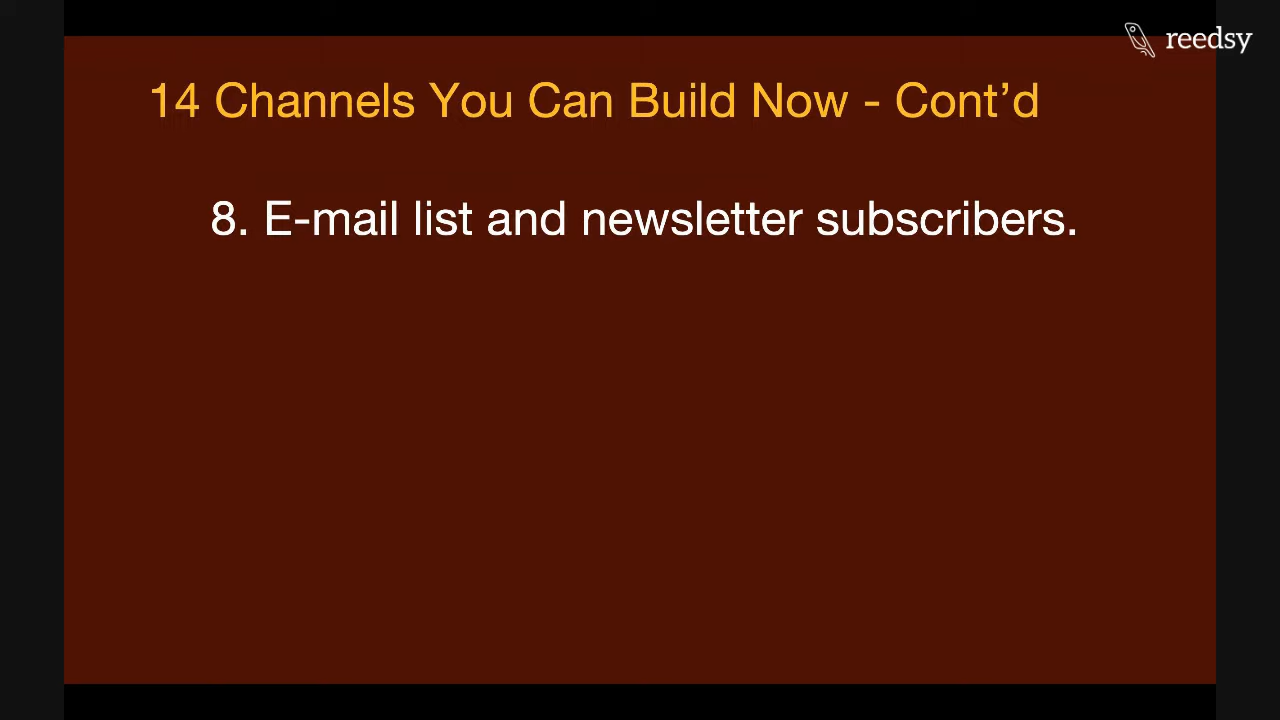 reedsy
14 Channels You Can Build Now - Cont’d
8. E-mail list and newsletter subscribers.